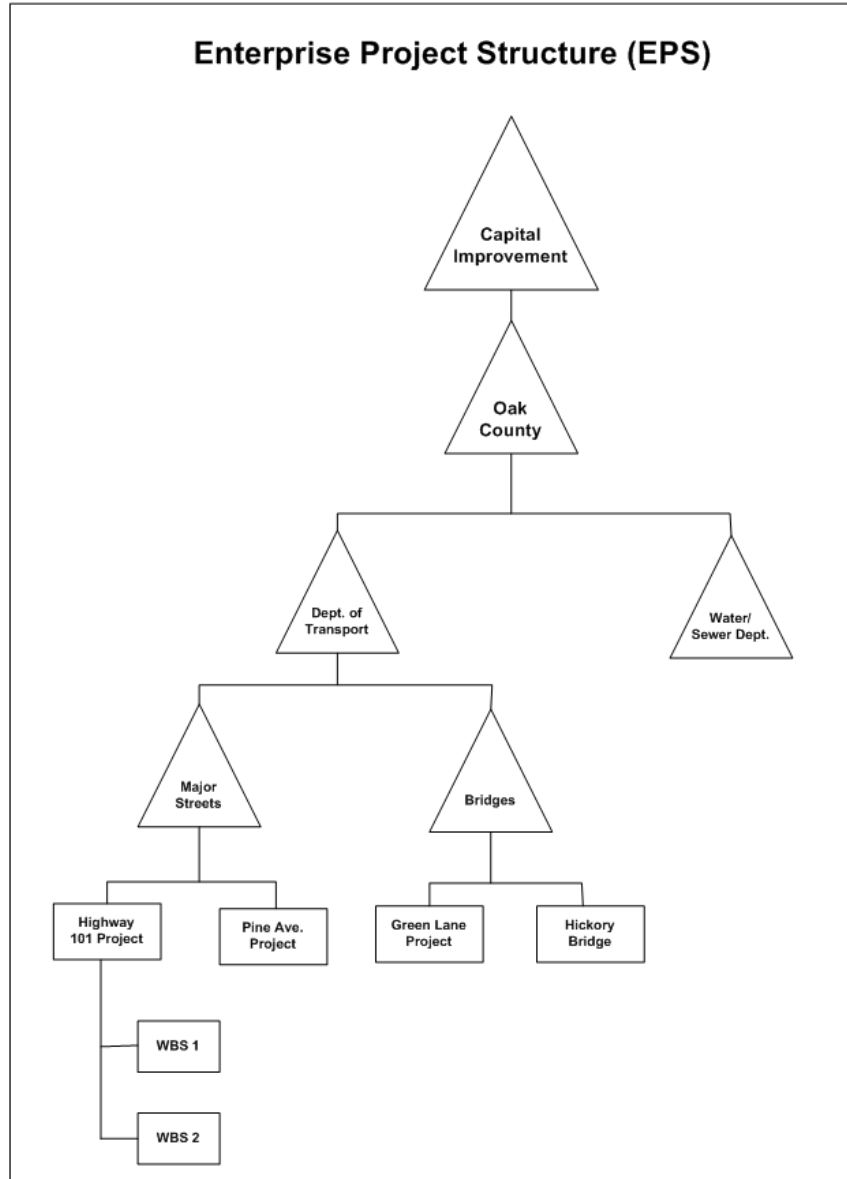 Enterprise Project Structure (EPS)
Capital
Improvement
Oak
County
Dept. of
Transport
Water/
Sewer Dept.
Major
Streets
Bridges
Highway
101 Project
Pine Ave.
Project
Green Lane
Project
Hickory
Bridge
WBS 1
WBS 2